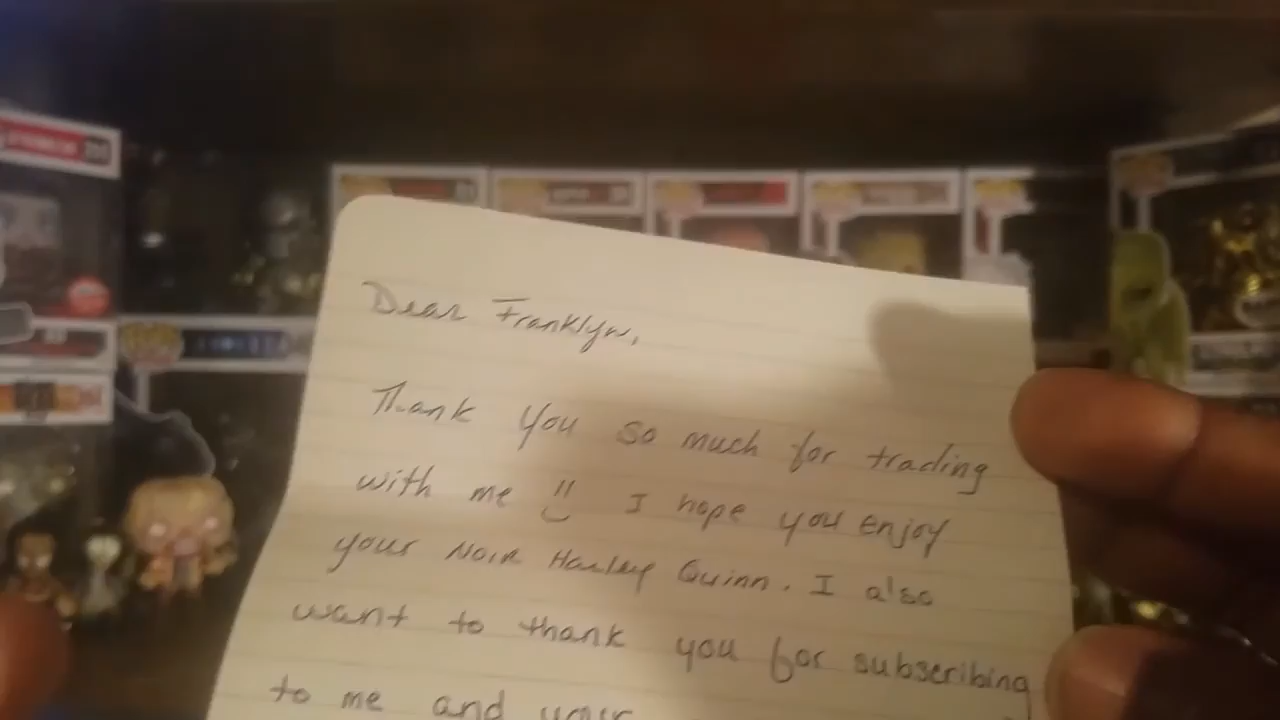 Dear Franklyn,
Thank you so much for trading
with me I hope you enjoy
your Noir Harley Quinn. I also
want to thank you for subscribing
to me and your